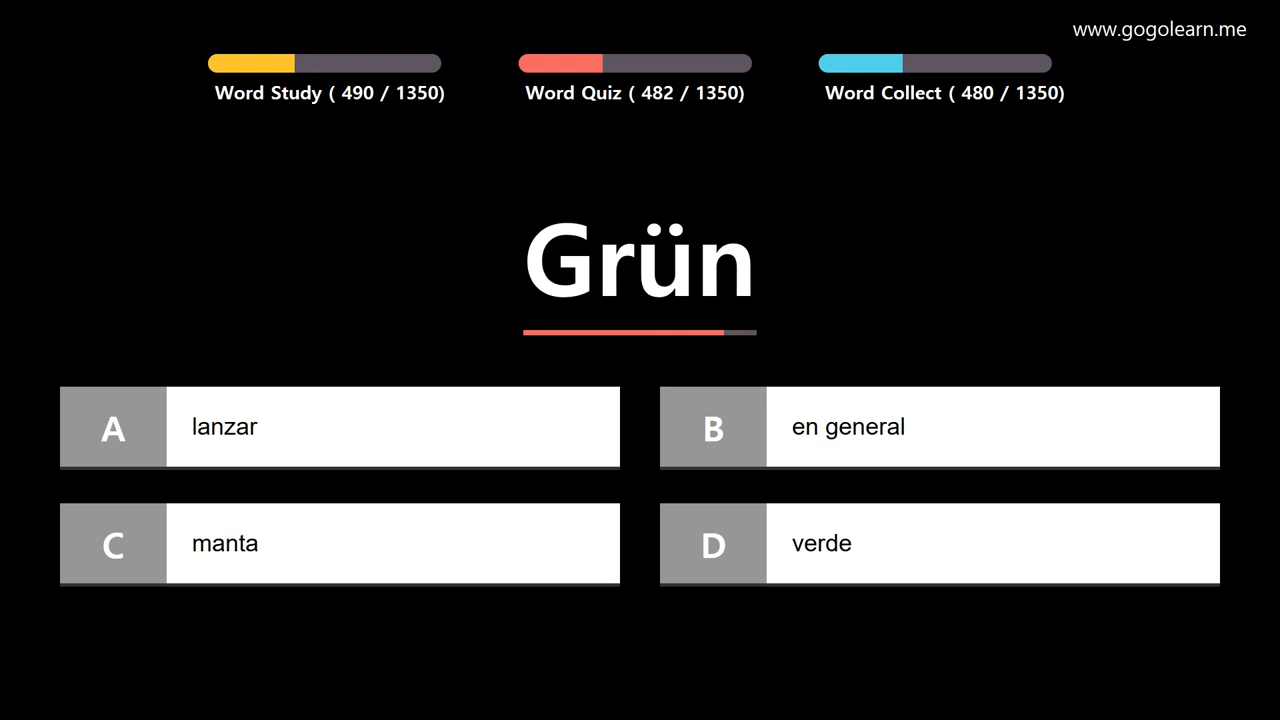 www.gogolearn.me
Word Study ( 490 / 1350)
Word Quiz ( 482 / 1350)
Word Collect ( 480 / 1350)
Grün
A lanzar
B en general
C manta
D verde